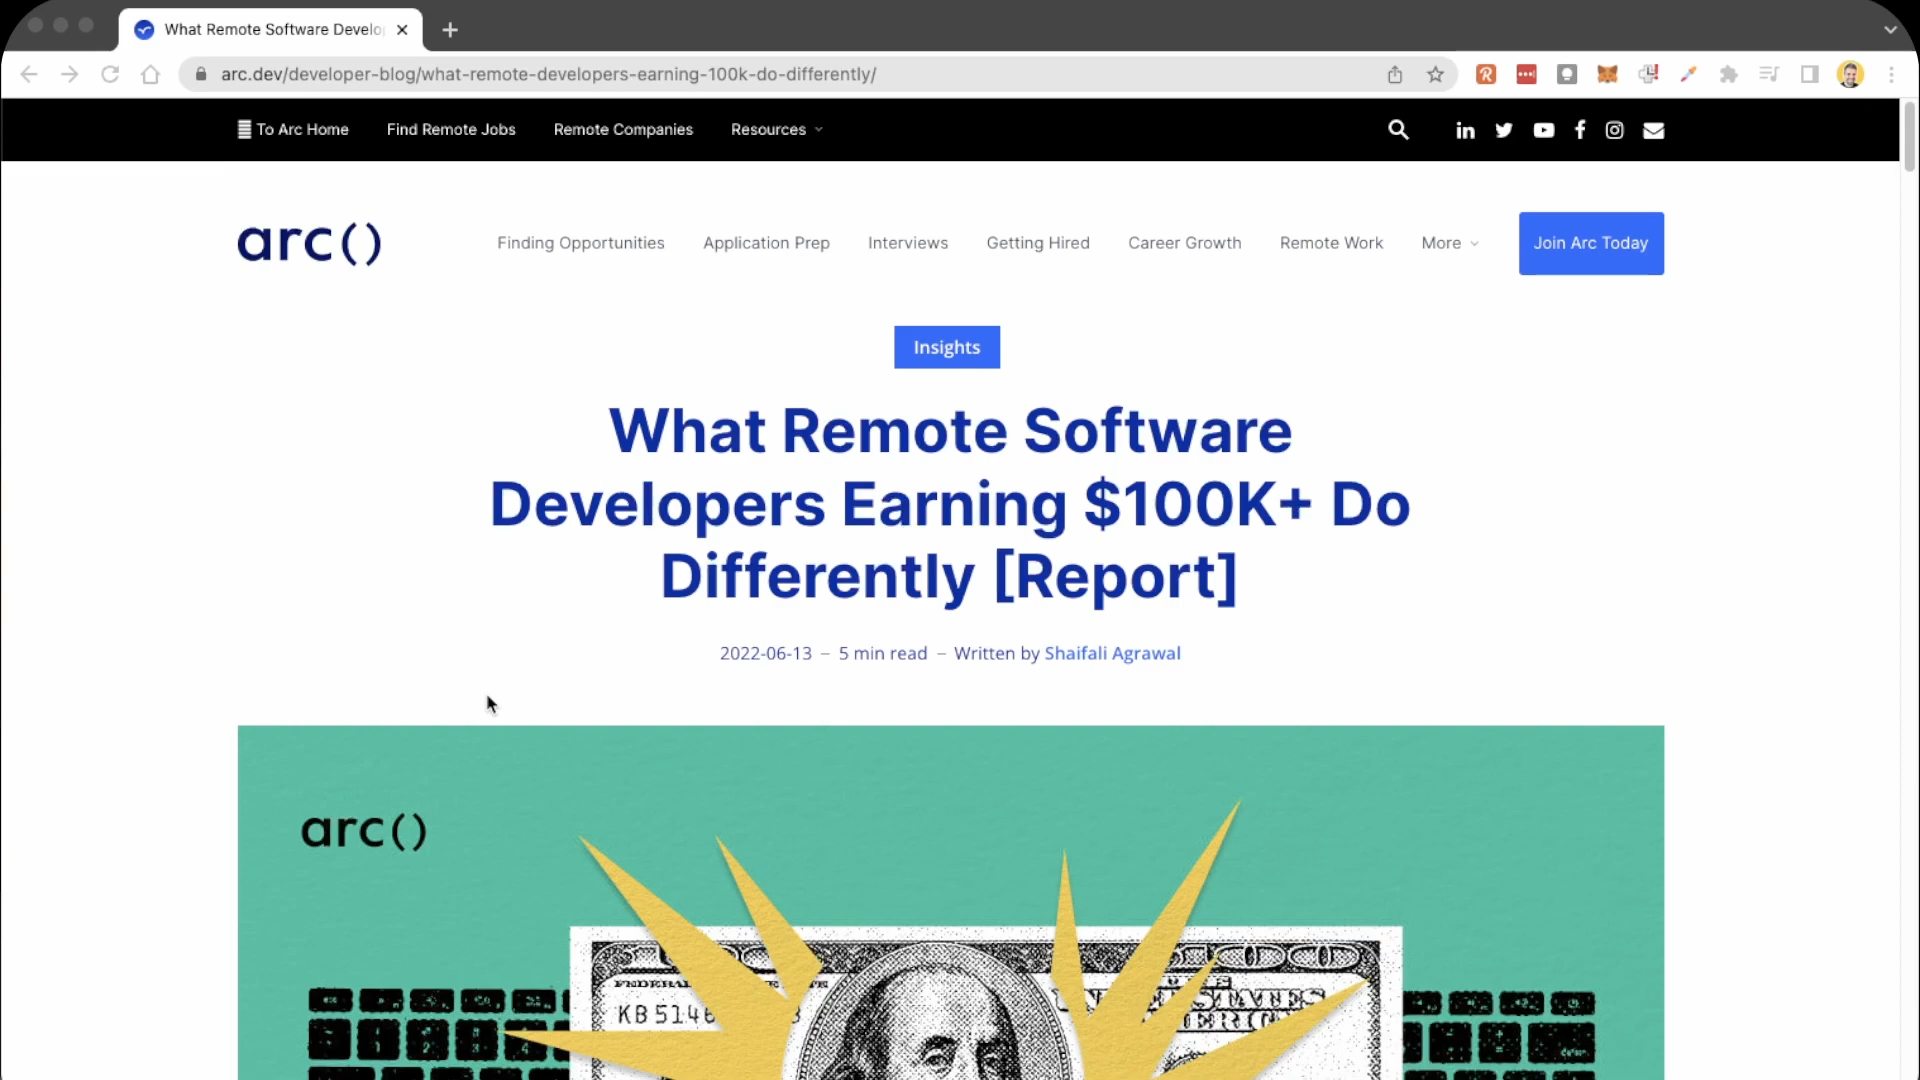 What Remote Software Develo
arc.dev/developer-blog/what-remote-developers-earning-100k-do-differently/
To Arc Home Find Remote Jobs Remote Companies Resources
arc() Finding Opportunities Application Prep Interviews Getting Hired Career Growth Remote Work More Join Arc Today
Insights
What Remote Software
Developers Earning $100K+ Do
Differently [Report]
2022-06-13 – 5 min read – Written by Shaifali Agrawal
arc()
KB 5146